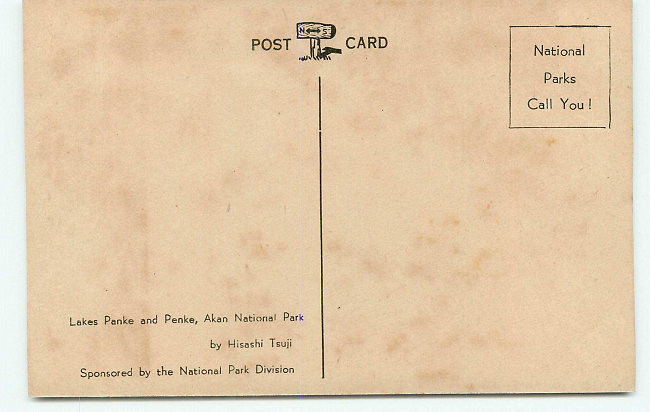 POST CARD
N S
National
Parks
Call You!
Lakes Panke and Penke, Akan National Park
by Hisashi Tsuji
Sponsored by the National Park Division